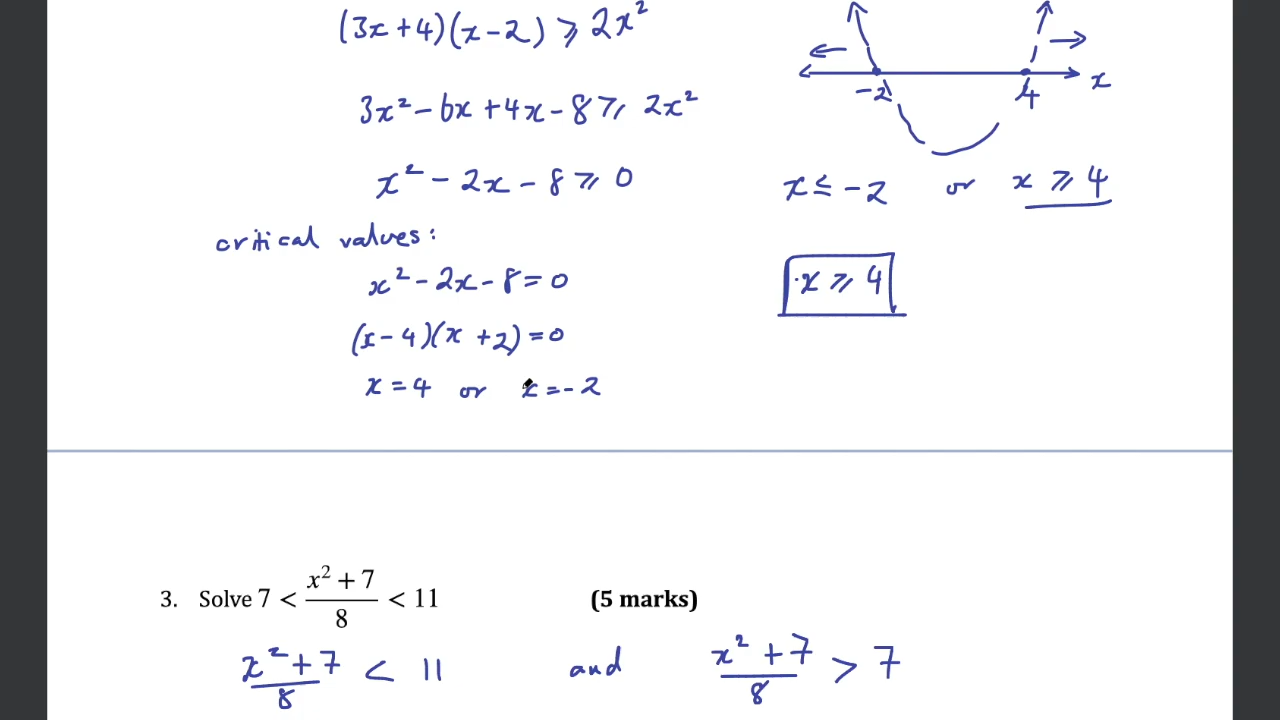 (3x + 4)(x - 2) ⩾ 2x²
3x² - 6x + 4x - 8 ⩾ 2x²
x² - 2x - 8 ⩾ 0
critical values:
x² - 2x - 8 = 0
(x - 4)(x + 2) = 0
x = 4 or x = -2
-2 4 x
x ≤ -2 or x ⩾ 4
x ⩾ 4
3. Solve 7 < (x² + 7)/8 < 11 (5 marks)
(x² + 7)/8 < 11 and (x² + 7)/8 > 7